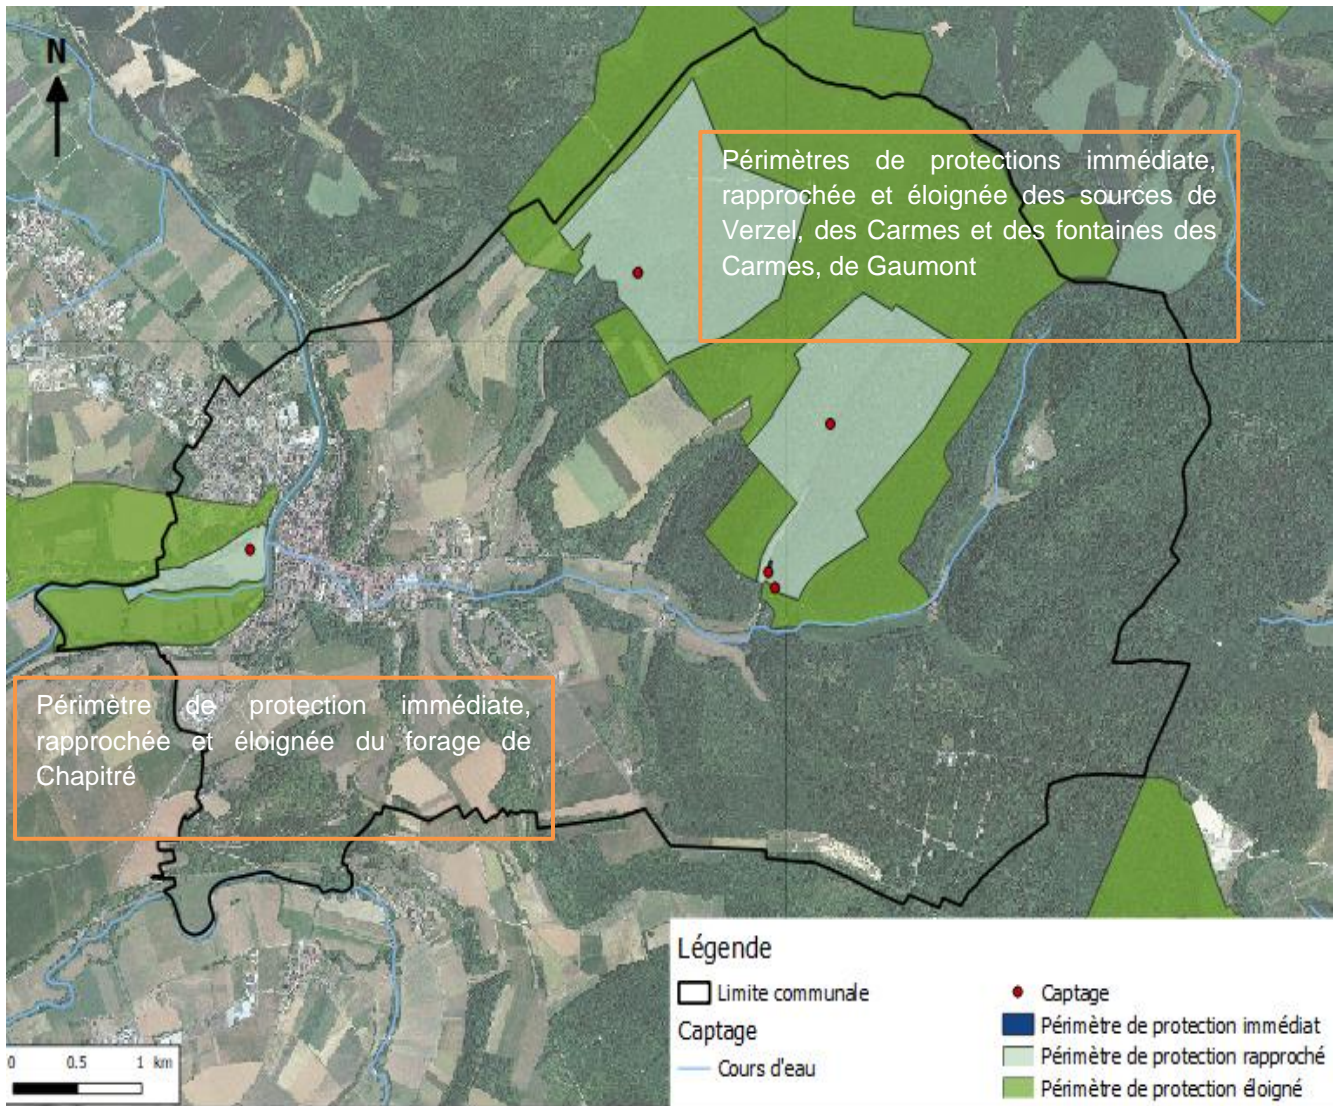 N
Périmètres de protections immédiate,
rapprochée et éloignée des sources de
Verzel, des Carmes et des fontaines des
Carmes, de Gaumont
Périmètre de protection immédiate,
rapprochée et éloignée du forage de
Chapitré
Légende
Limite communale
Captage
Cours d'eau
Captage
Périmètre de protection immédiat
Périmètre de protection rapproché
Périmètre de protection éloigné
0 0.5 1 km